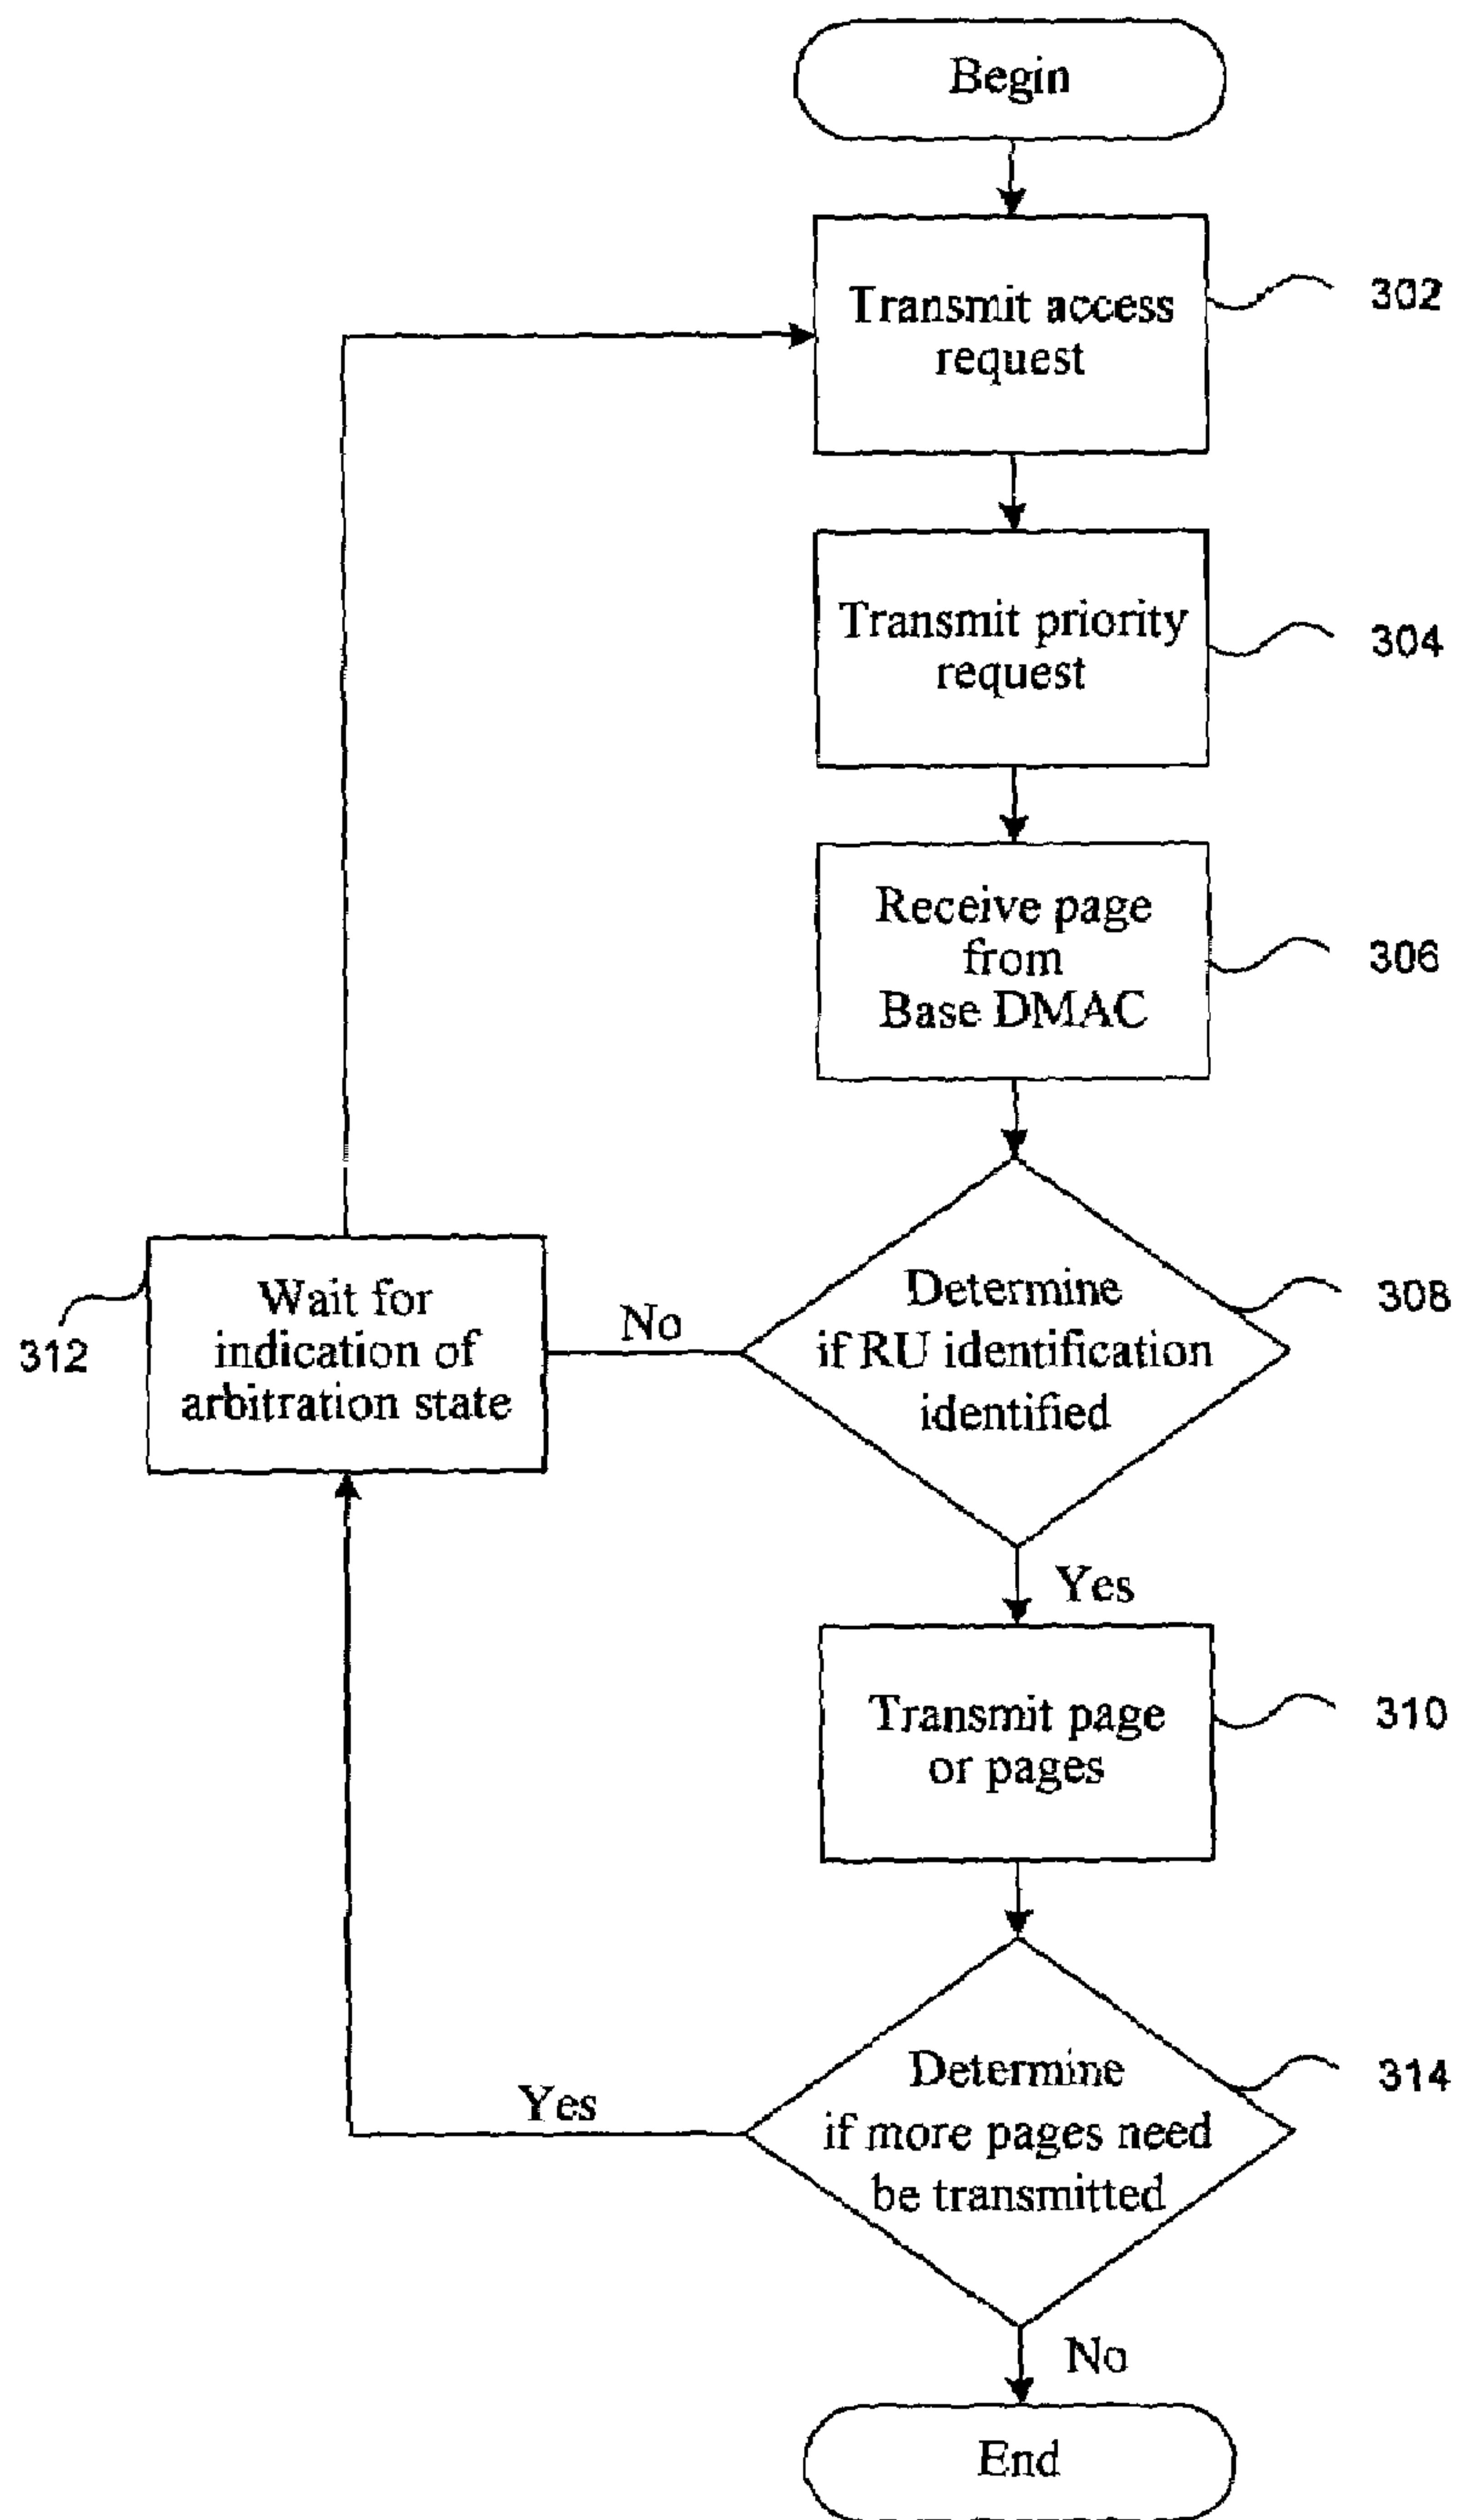 Begin
Transmit access
request
302
Transmit priority
request
304
Receive page
from
Base DMAC
306
Determine
if RU identification
identified
308
No
Wait for
indication of
arbitration state
312
Yes
Transmit page
or pages
310
Determine
if more pages need
be transmitted
314
Yes
No
End